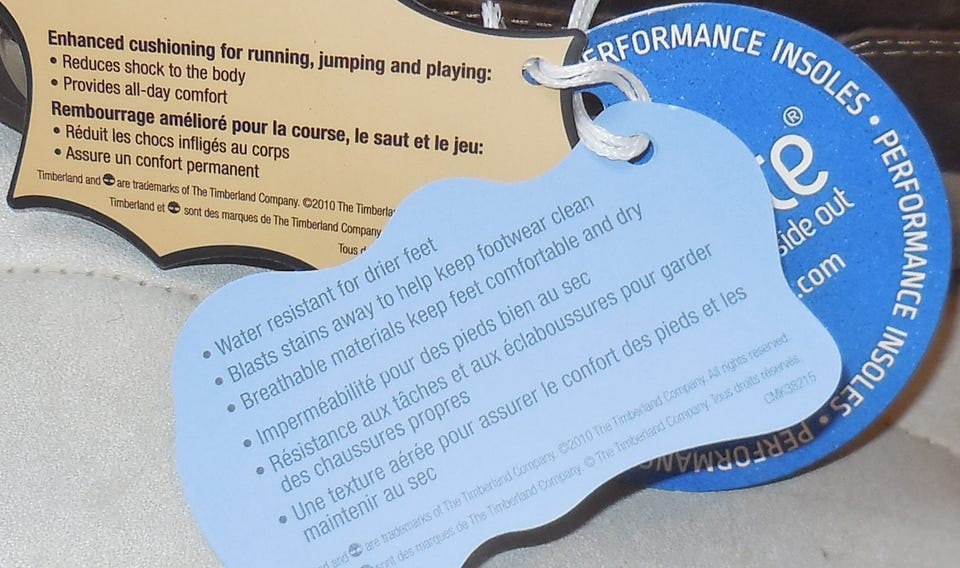 Enhanced cushioning for running, jumping and playing:
• Reduces shock to the body
• Provides all-day comfort
Rembourrage amélioré pour la course, le saut et le jeu:
• Réduit les chocs infligés au corps
• Assure un confort permanent
Timberland and are trademarks of The Timberland Company. ©2010 The Timberla
Timberland et sont des marques de The Timberland Company
Tous d
• Water resistant for drier feet
• Blasts stains away to help keep footwear clean
• Breathable materials keep feet comfortable and dry
• Imperméabilité pour des pieds bien au sec
• Résistance aux tâches et aux éclaboussures pour garder
des chaussures propres
• Une texture aérée pour assurer le confort des pieds et les
maintenir au sec
nd and are trademarks of The Timberland Company. ©2010 The Timberland Company. All rights reserved.
sont des marques de The Timberland Company. © The Timberland Company. Tous droits réservés.
CMK38215
ERFORMANCE INSOLES • PERFORMANCE INSOLES • PERFORMAN
te®
side out
.com